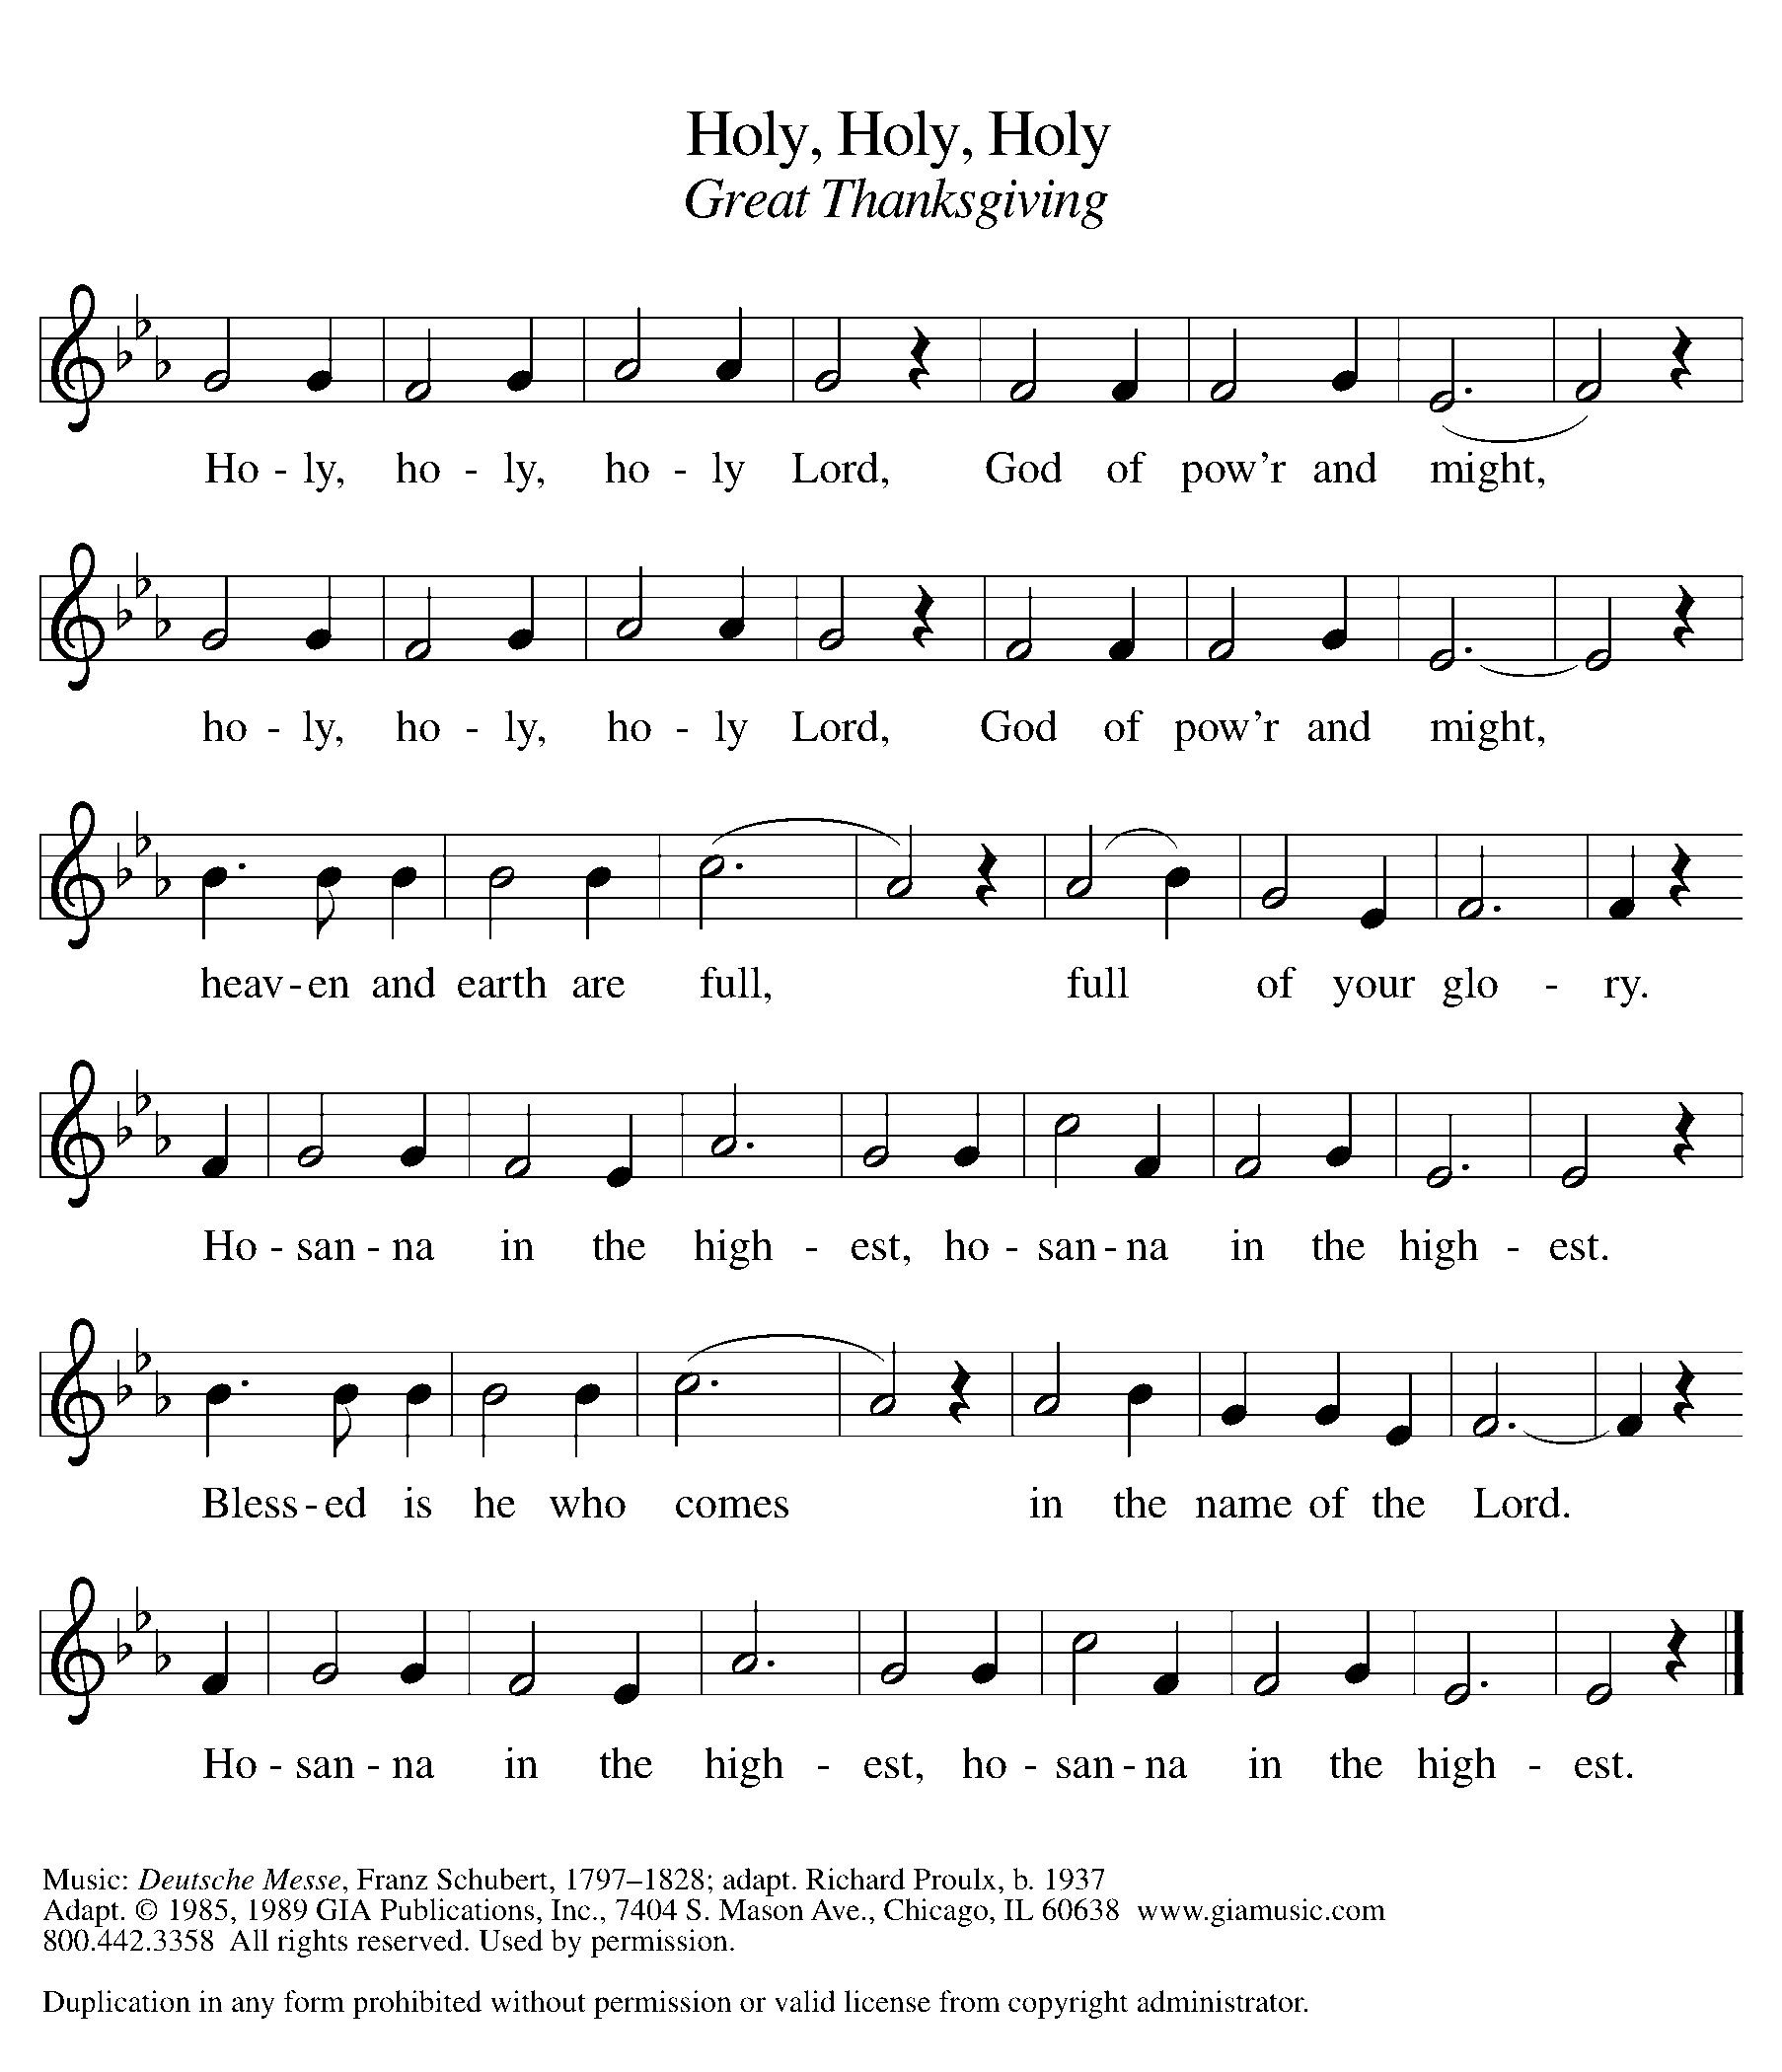 Holy, Holy, Holy
Great Thanksgiving
Ho - ly, ho - ly, ho - ly Lord, God of pow'r and might,
ho - ly, ho - ly, ho - ly Lord, God of pow'r and might,
heav - en and earth are full, full of your glo - ry.
Ho - san - na in the high - est, ho - san - na in the high - est.
Bless - ed is he who comes in the name of the Lord.
Ho - san - na in the high - est, ho - san - na in the high - est.
Music: Deutsche Messe, Franz Schubert, 1797–1828; adapt. Richard Proulx, b. 1937
Adapt. © 1985, 1989 GIA Publications, Inc., 7404 S. Mason Ave., Chicago, IL 60638 www.giamusic.com
800.442.3358 All rights reserved. Used by permission.
Duplication in any form prohibited without permission or valid license from copyright administrator.